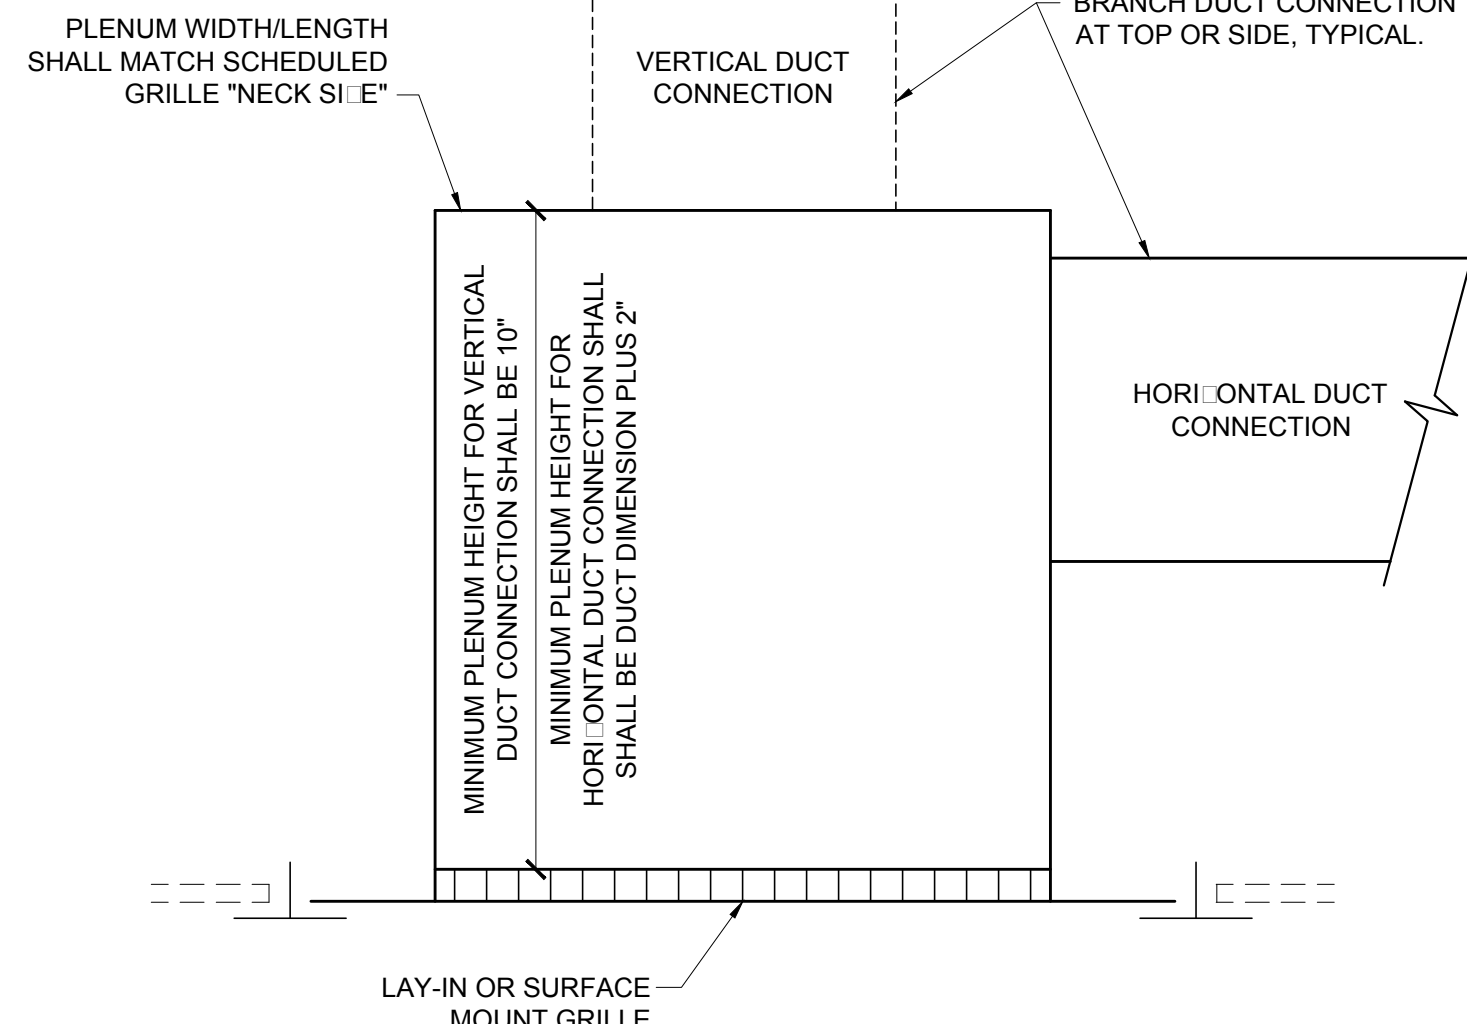 PLENUM WIDTH/LENGTH
SHALL MATCH SCHEDULED
GRILLE "NECK SI□E"
VERTICAL DUCT
CONNECTION
BRANCH DUCT CONNECTION
AT TOP OR SIDE, TYPICAL.
MINIMUM PLENUM HEIGHT FOR VERTICAL
DUCT CONNECTION SHALL BE 10"
MINIMUM PLENUM HEIGHT FOR
HORI□ONTAL DUCT CONNECTION SHALL
SHALL BE DUCT DIMENSION PLUS 2"
HORI□ONTAL DUCT
CONNECTION
LAY-IN OR SURFACE
MOUNT GRILLE